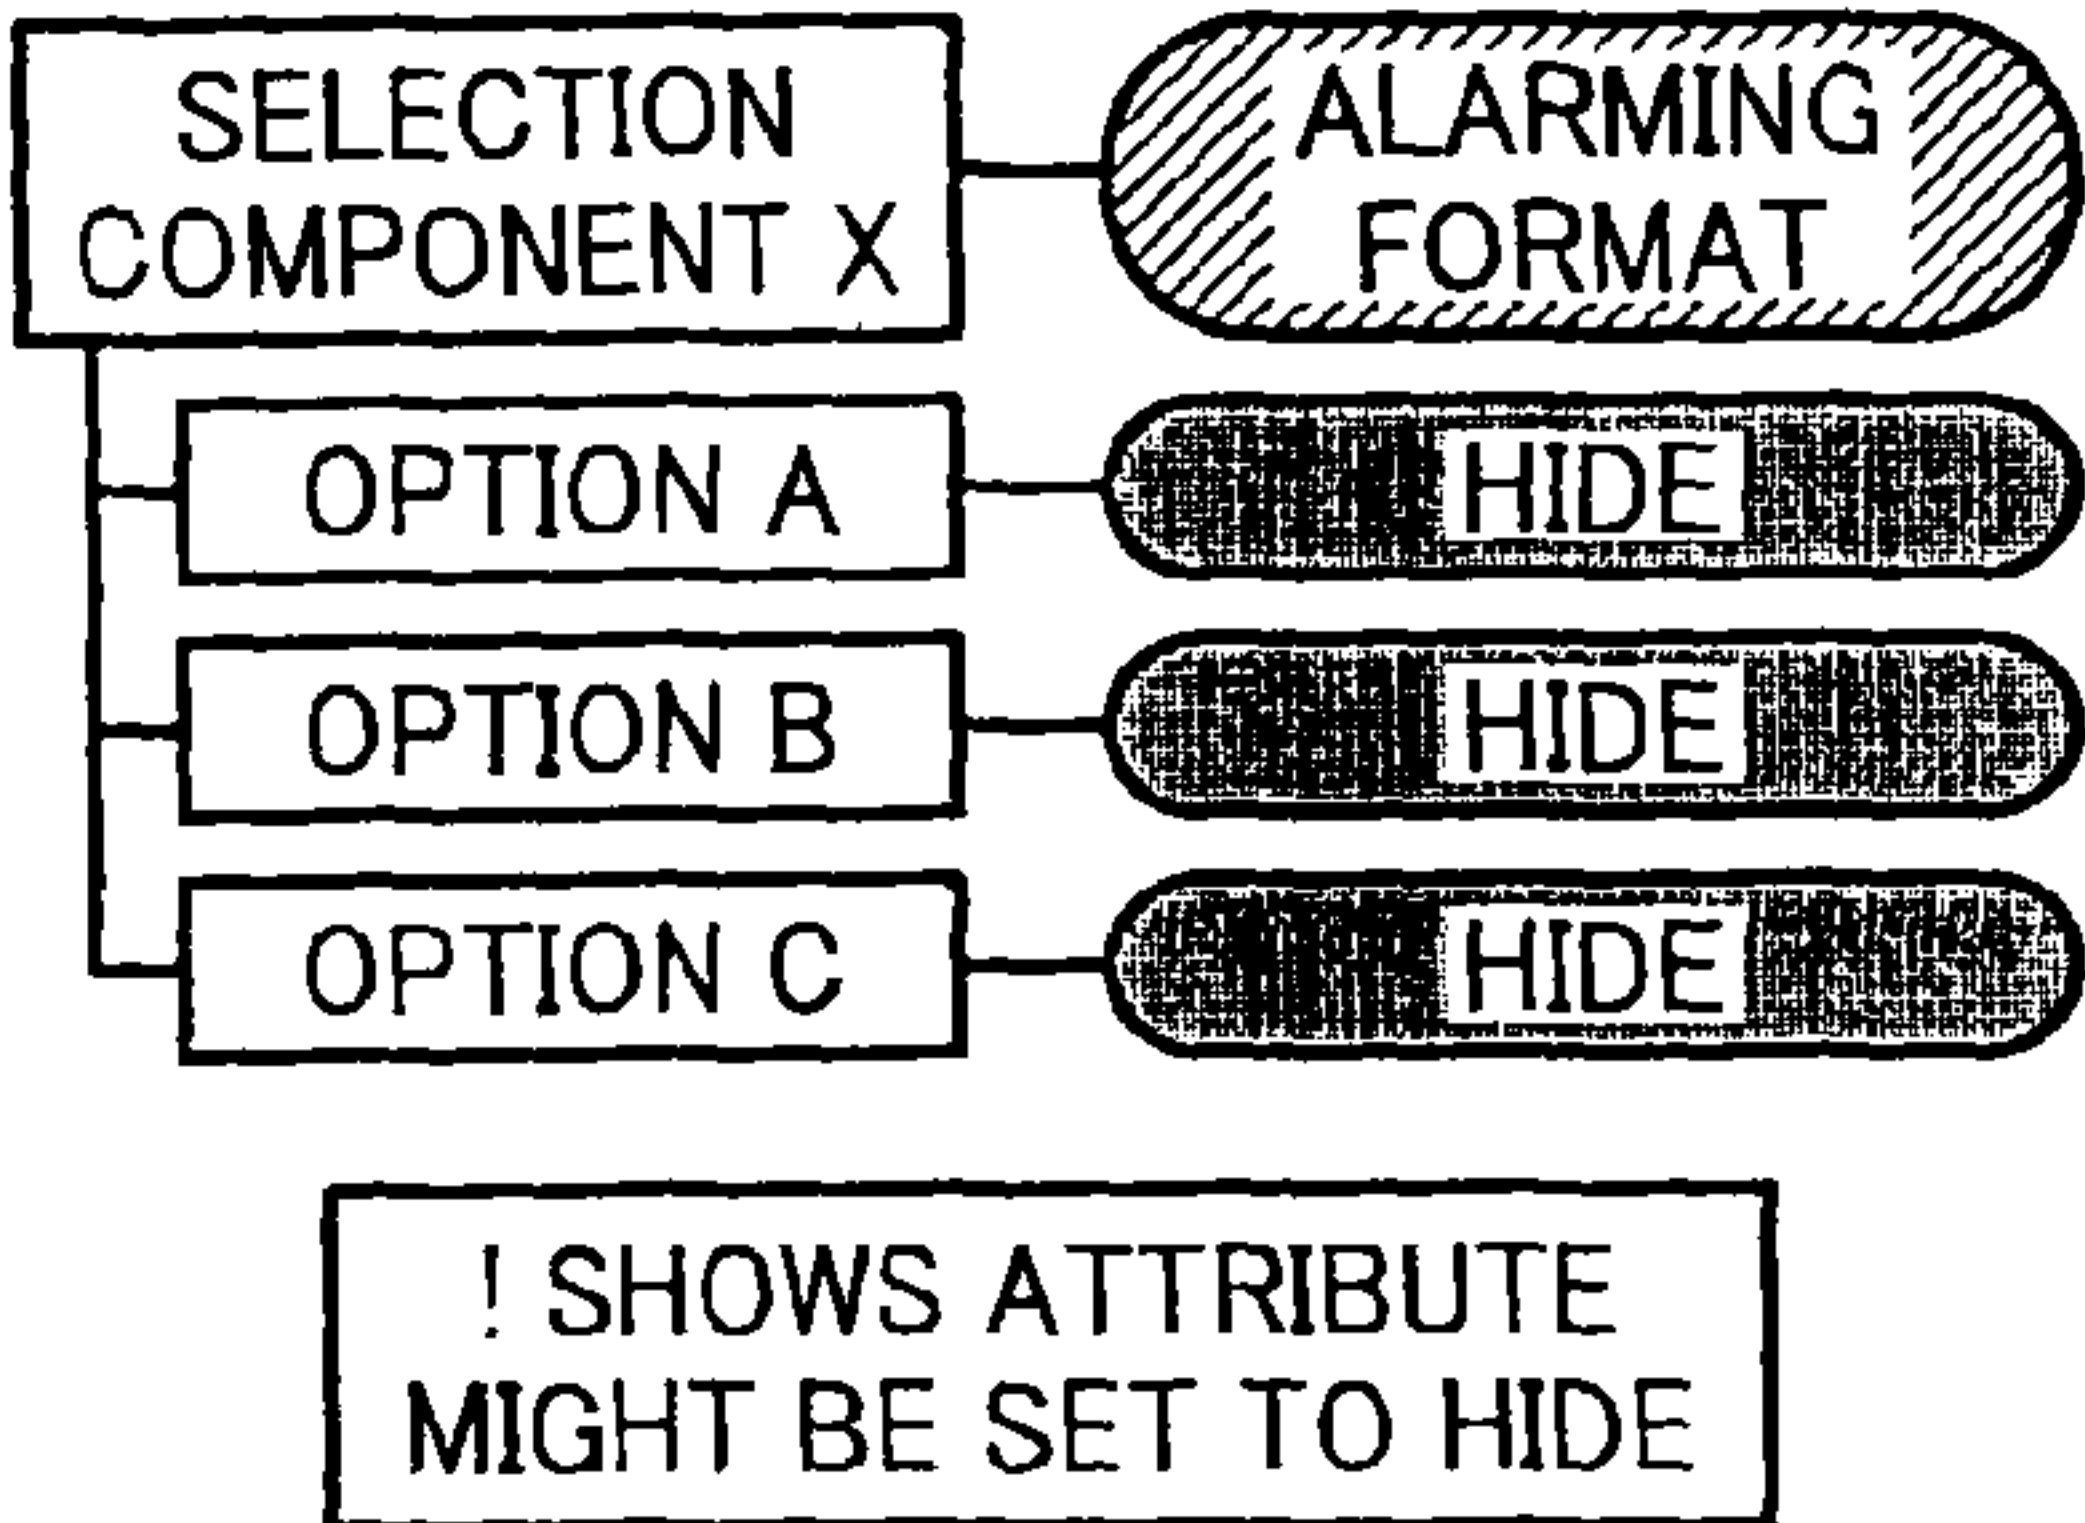 SELECTION
COMPONENT X
ALARMING
FORMAT
OPTION A
HIDE
OPTION B
HIDE
OPTION C
HIDE
! SHOWS ATTRIBUTE
MIGHT BE SET TO HIDE